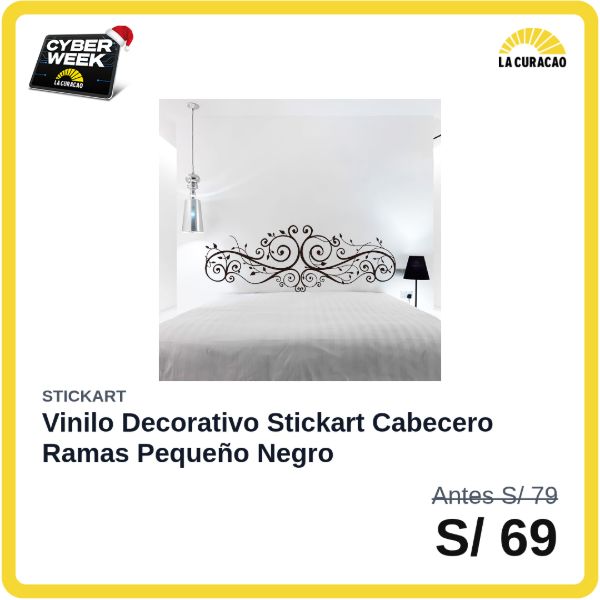 CYBER
WEEK
LA CURACAO
LA CURACAO
STICKART
Vinilo Decorativo Stickart Cabecero
Ramas Pequeño Negro
Antes S/ 79
S/ 69